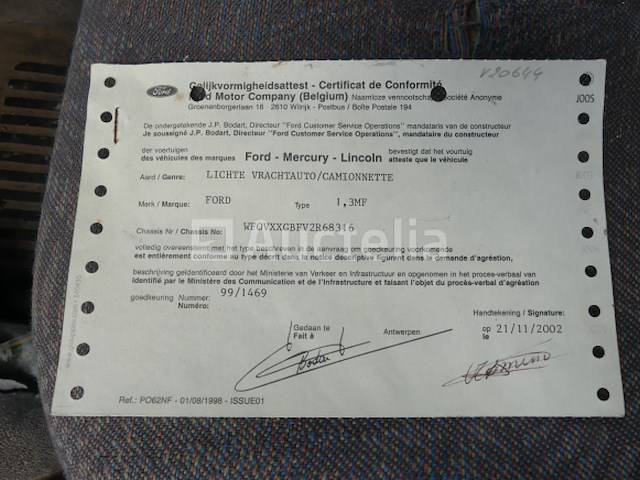 V20644
Ford
Gelijkvormigheidsattest - Certificat de Conformité
Ford Motor Company (Belgium) Naamloze vennootschap/Société Anonyme
Groenenborgerlaan 16 - 2610 Wilrijk - Postbus / Boîte Postale 194
JOOS
De ondergetekende J.P. Bodart, Directeur "Ford Customer Service Operations" mandataris van de constructeur
Je soussigné J.P. Bodart, Directeur "Ford Customer Service Operations", mandataire du constructeur
der voertuigen
des véhicules des marques
Ford - Mercury - Lincoln
bevestigt dat het voertuig
atteste que le véhicule
Aard / Genre: LICHTE VRACHTAUTO/CAMIONNETTE
Merk / Marque: FORD Type 1,3MF
Chassis Nr / Chassis No: WFOVXXGBFV2R68316
Auctelia
volledig overeenstemt met het type beschreven in de aanvraag om goedkeuring voorkomende
est entièrement conforme au type décrit dans la notice descriptive figurent dans la demande d'agréation,
beschrijving geïdentificeerd door het Ministerie van Verkeer en Infrastructuur en opgenomen in het proces-verbaal van
identifié par le Ministère des Communication et de l'Infrastructure et faisant l'objet du procès-verbal d'agréation
goedkeuring Nummer: 99/1469
Numéro:
Handtekening / Signature:
Gedaan te
Fait à
Antwerpen
op
le
21/11/2002
Ref.: PO62NF - 01/08/1998 - ISSUE01